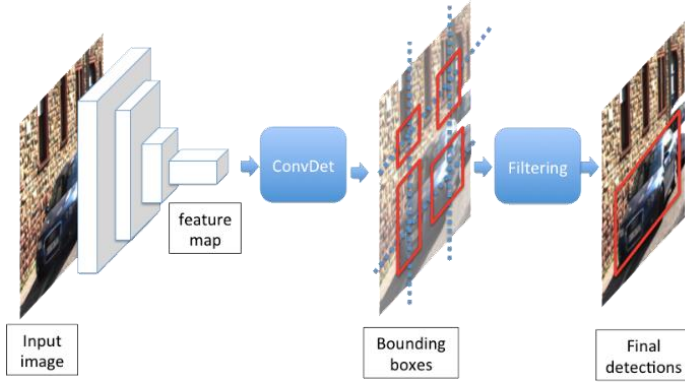 ConvDet
Filtering
feature
map
Input
image
Bounding
boxes
Final
detections